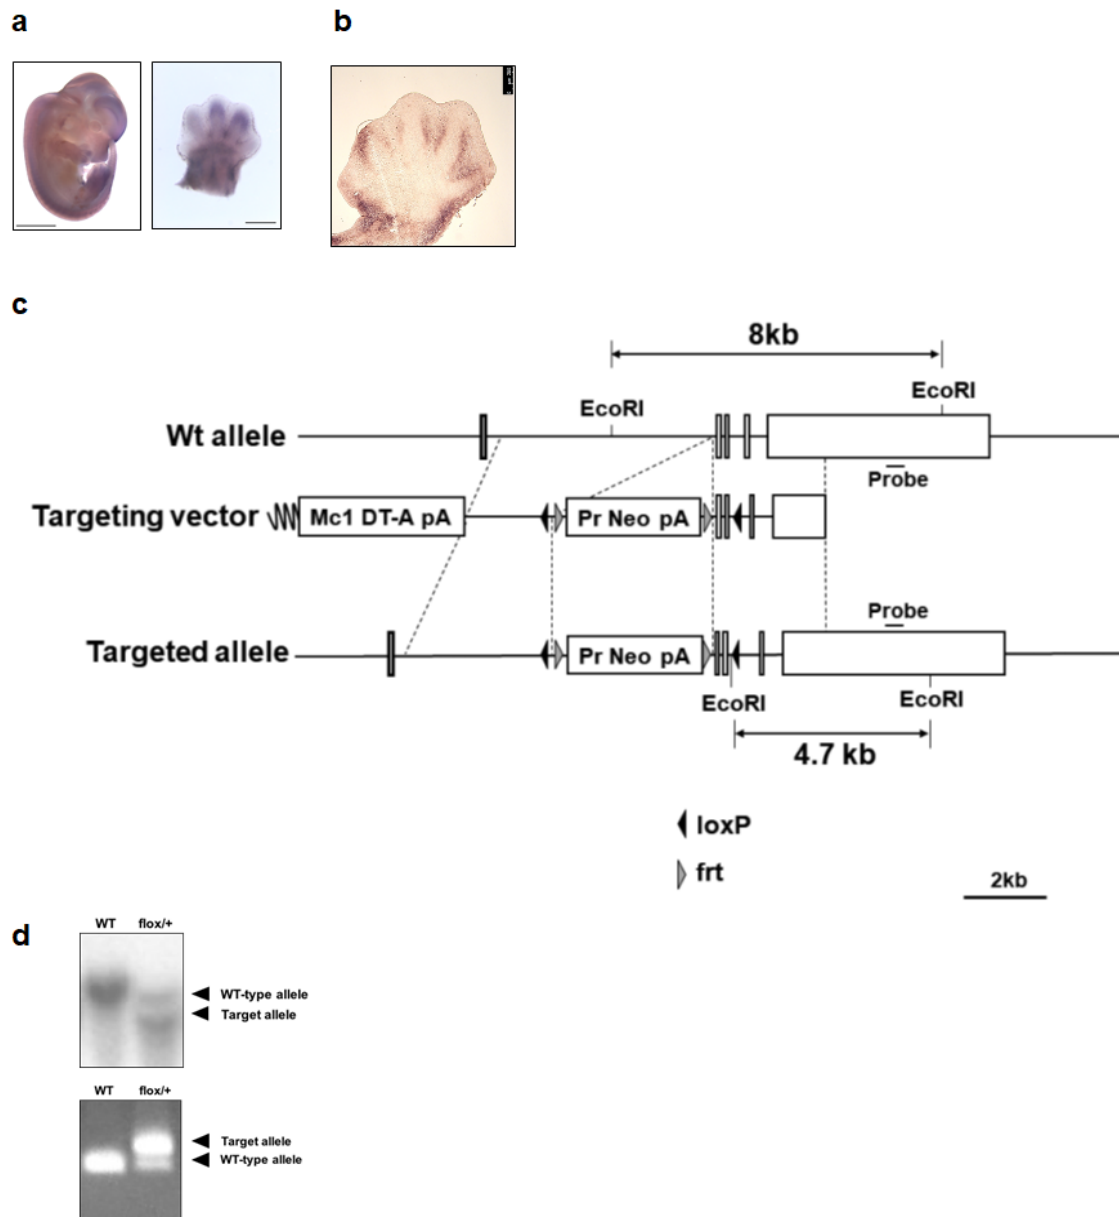 a
b
c
8kb
EcoRI
EcoRI
Wt allele
Probe
Targeting vector
Mc1 DT-A pA
Pr Neo pA
Probe
Targeted allele
Pr Neo pA
EcoRI
EcoRI
4.7 kb
loxP
frt
2kb
d
WT flox/+
WT-type allele
Target allele
WT flox/+
Target allele
WT-type allele